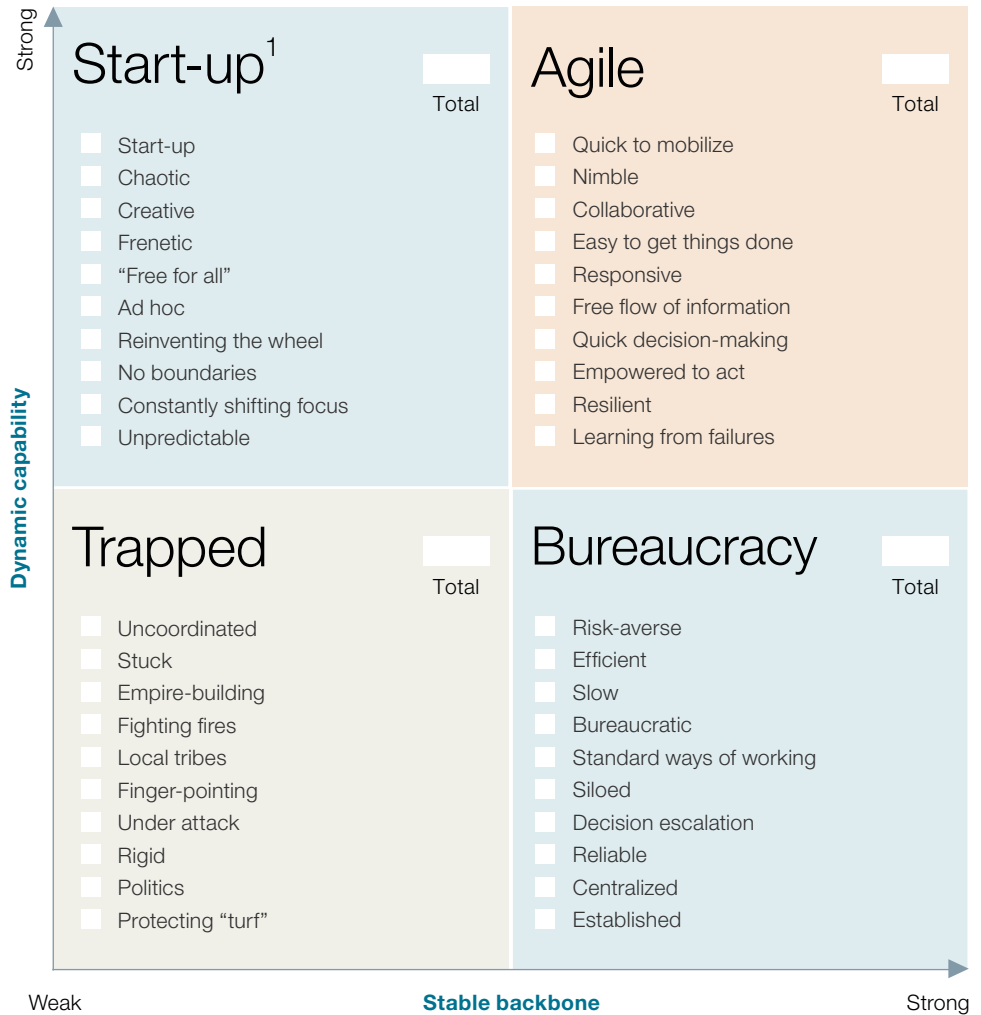 Strong
Start-up1
Total
Start-up
Chaotic
Creative
Frenetic
“Free for all”
Ad hoc
Reinventing the wheel
No boundaries
Constantly shifting focus
Unpredictable
Agile
Total
Quick to mobilize
Nimble
Collaborative
Easy to get things done
Responsive
Free flow of information
Quick decision-making
Empowered to act
Resilient
Learning from failures
Dynamic capability
Trapped
Total
Uncoordinated
Stuck
Empire-building
Fighting fires
Local tribes
Finger-pointing
Under attack
Rigid
Politics
Protecting “turf”
Bureaucracy
Total
Risk-averse
Efficient
Slow
Bureaucratic
Standard ways of working
Siloed
Decision escalation
Reliable
Centralized
Established
Weak
Stable backbone
Strong